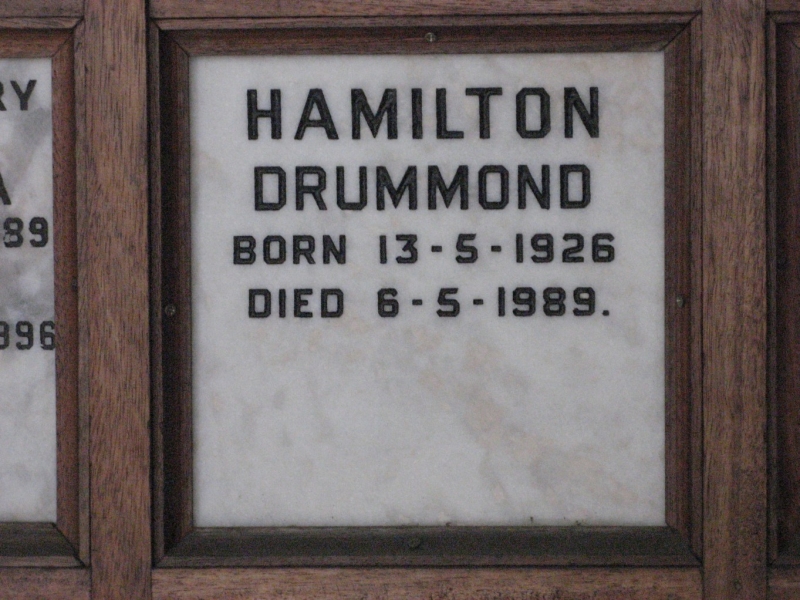 HAMILTON
DRUMMOND
BORN 13-5-1926
DIED 6-5-1989.